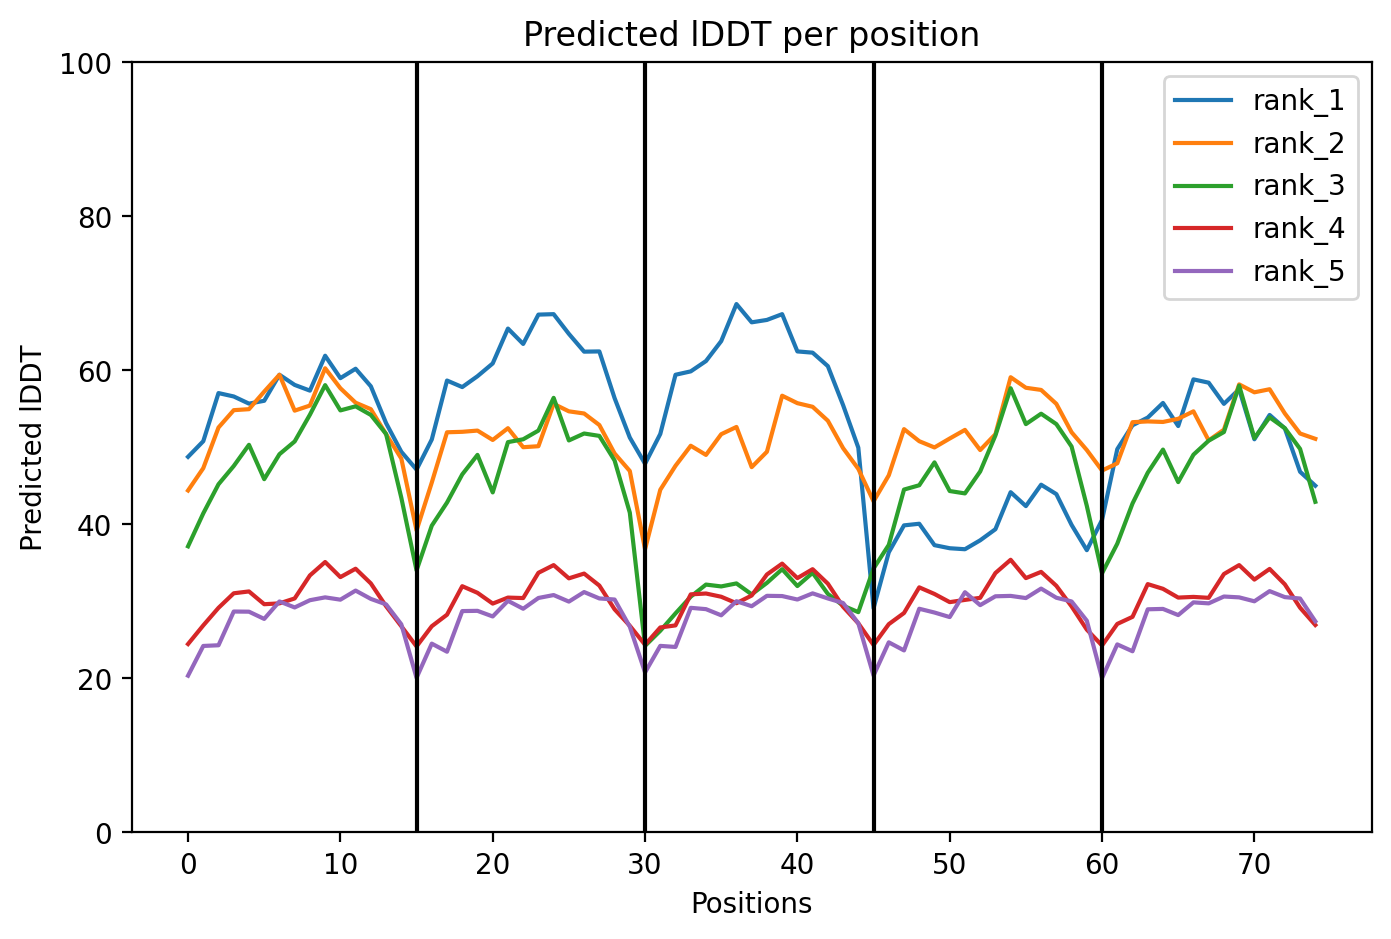 Predicted lDDT per position
100
80
60
40
20
0
Predicted lDDT
0 10 20 30 40 50 60 70
Positions
rank_1
rank_2
rank_3
rank_4
rank_5